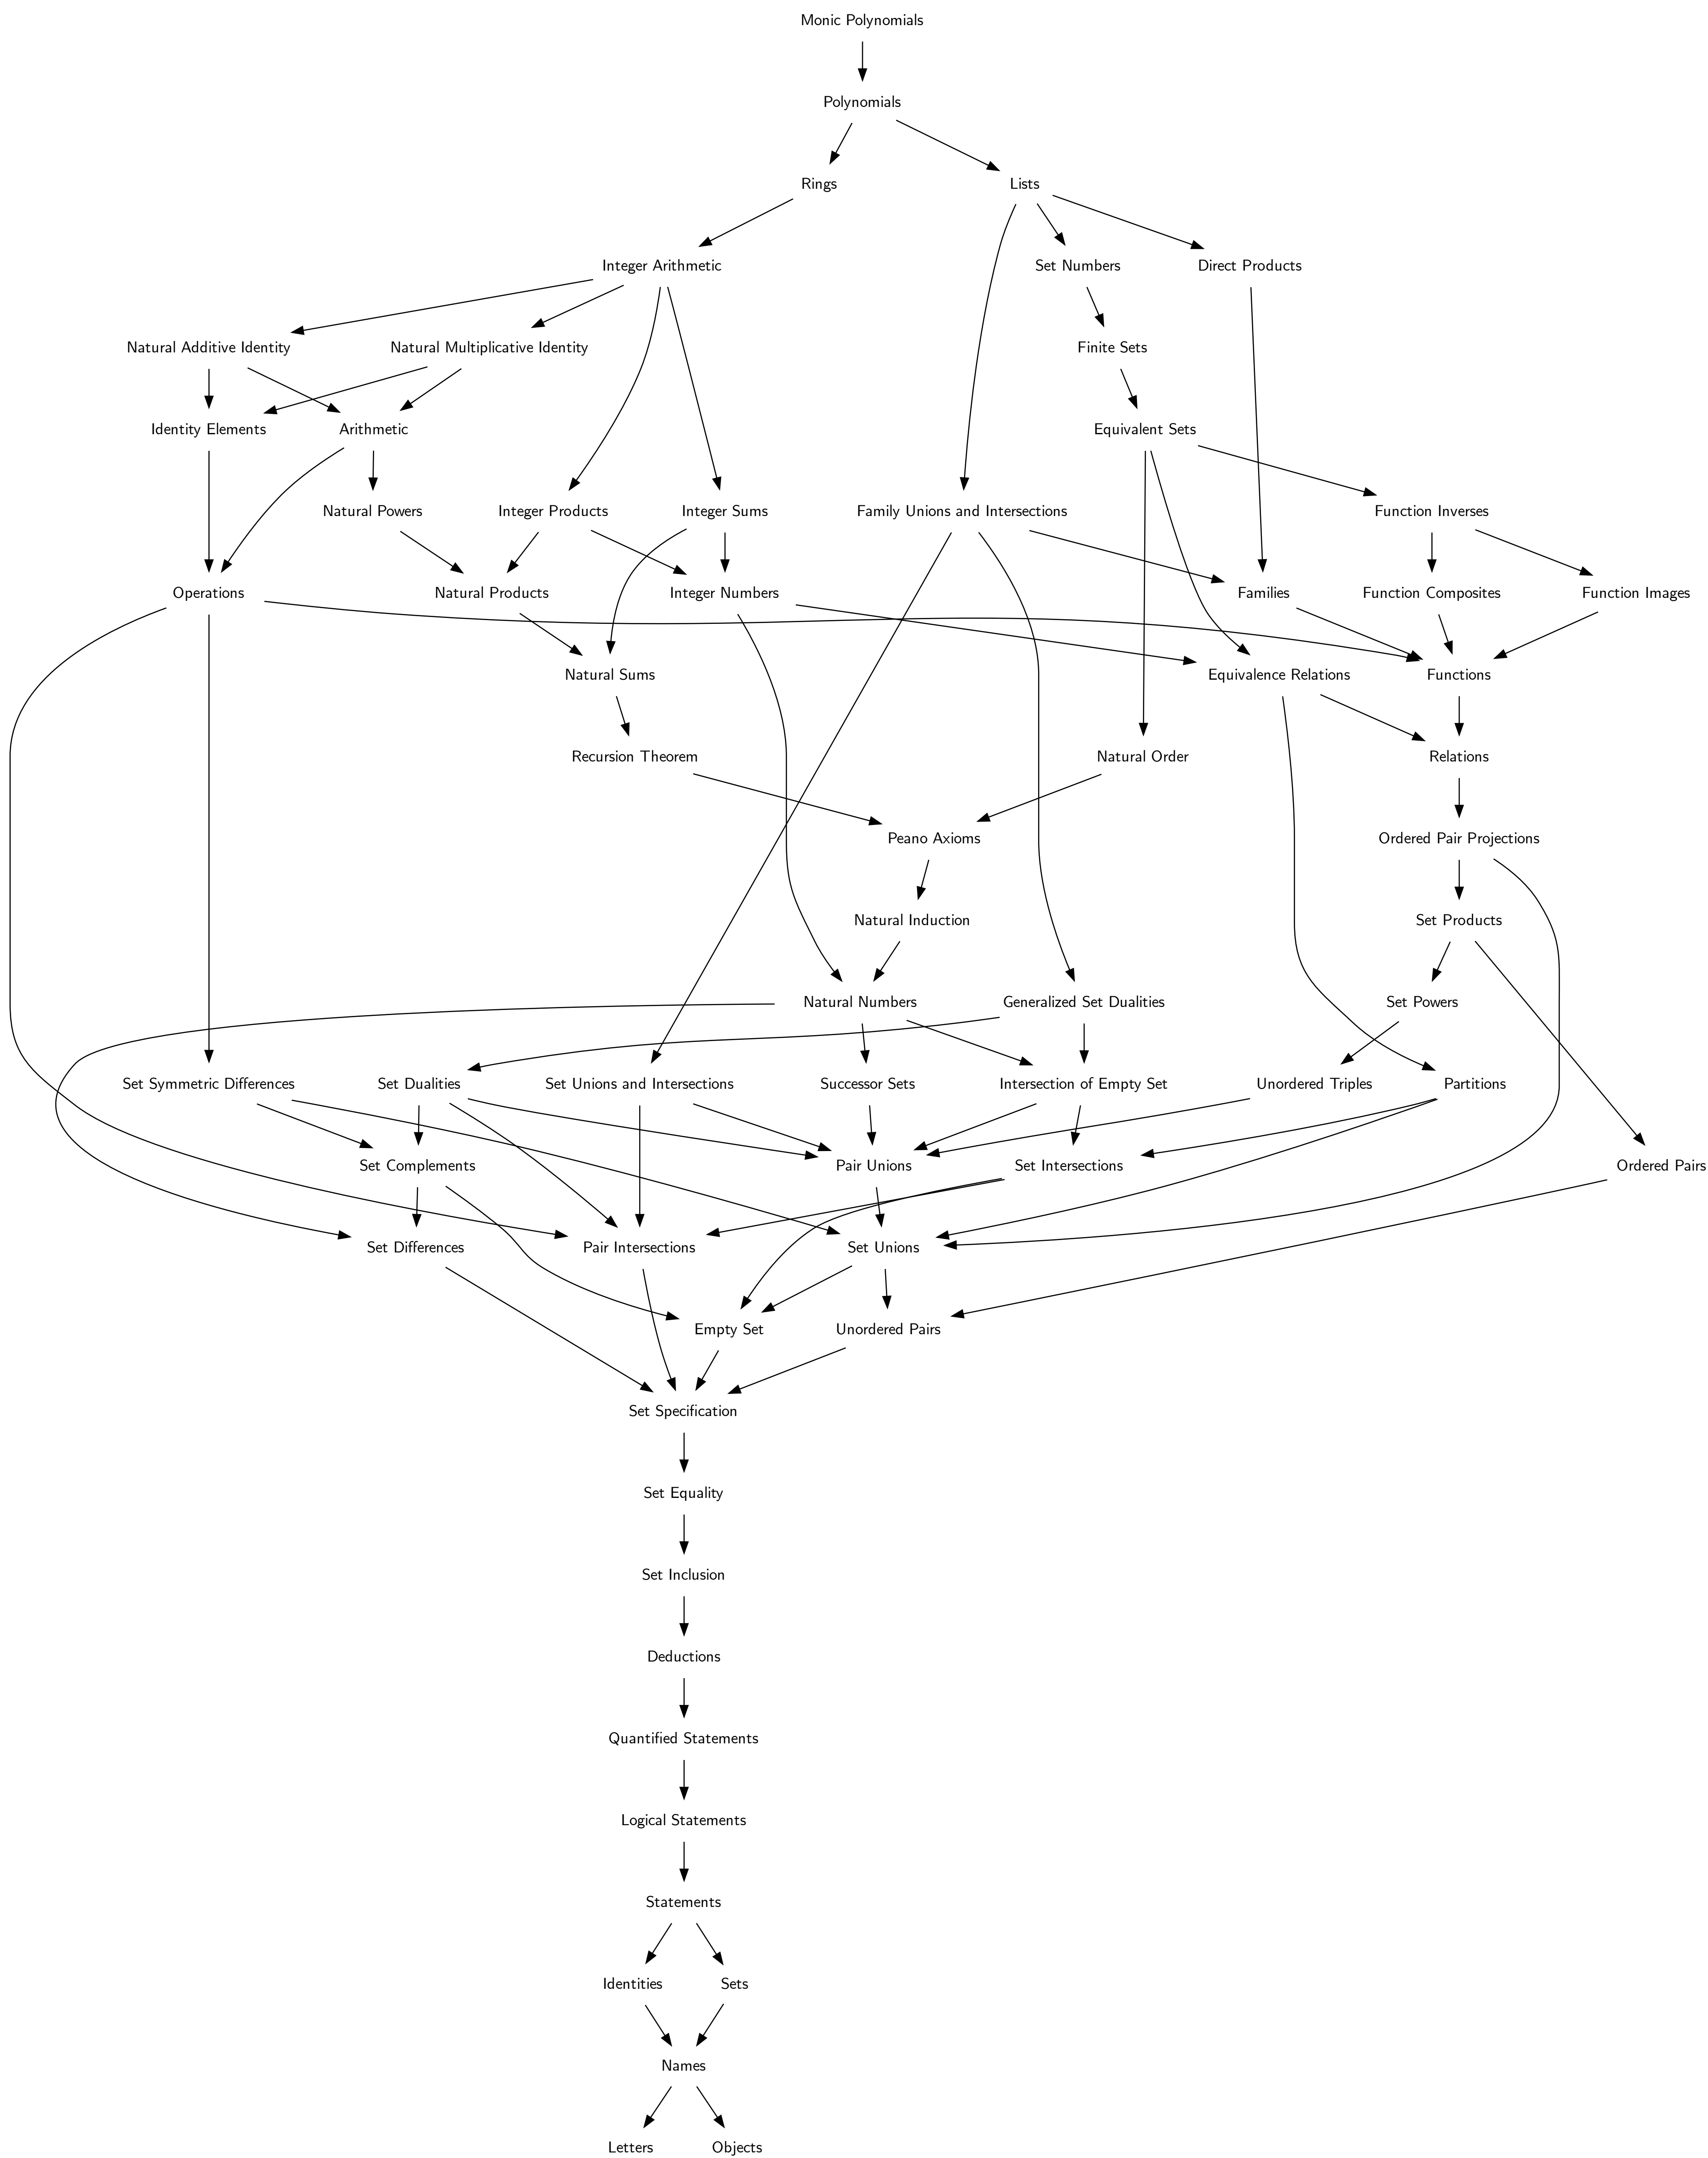 Monic Polynomials
Polynomials
Rings
Lists
Integer Arithmetic
Set Numbers
Direct Products
Natural Additive Identity
Natural Multiplicative Identity
Finite Sets
Identity Elements
Arithmetic
Equivalent Sets
Natural Powers
Integer Products
Integer Sums
Family Unions and Intersections
Function Inverses
Operations
Natural Products
Integer Numbers
Families
Function Composites
Function Images
Natural Sums
Equivalence Relations
Functions
Recursion Theorem
Natural Order
Relations
Peano Axioms
Ordered Pair Projections
Natural Induction
Set Products
Natural Numbers
Generalized Set Dualities
Set Powers
Set Symmetric Differences
Set Dualities
Set Unions and Intersections
Successor Sets
Intersection of Empty Set
Unordered Triples
Partitions
Set Complements
Pair Unions
Set Intersections
Ordered Pairs
Set Differences
Pair Intersections
Set Unions
Empty Set
Unordered Pairs
Set Specification
Set Equality
Set Inclusion
Deductions
Quantified Statements
Logical Statements
Statements
Identities
Sets
Names
Letters
Objects